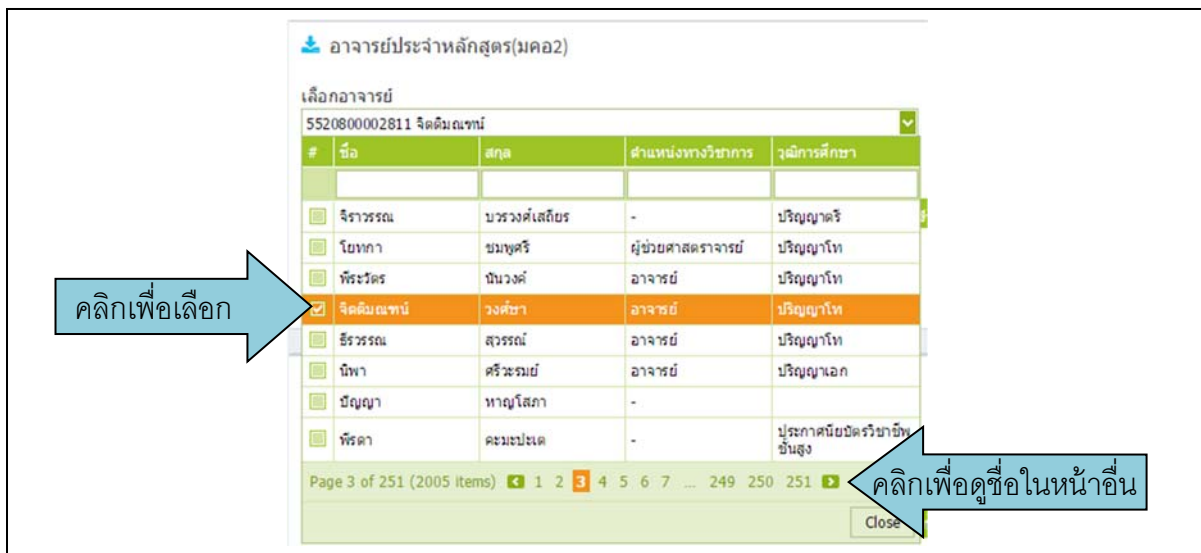 อาจารย์ประจำหลักสูตร(มคอ2)
เลือกอาจารย์
5520800002811 จิตติมณฑน์
# ชื่อ สกุล ตำแหน่งทางวิชาการ วุฒิการศึกษา
จิราวรรณ บวรวงศ์เสถียร - ปริญญาตรี
โยทกา ชมพูศรี ผู้ช่วยศาสตราจารย์ ปริญญาโท
พีระวัตร นันวงค์ อาจารย์ ปริญญาโท
คลิกเพื่อเลือก
จิตติมณฑน์ วงศ์ษา อาจารย์ ปริญญาโท
ธีรวรรณ สุวรรณ์ อาจารย์ ปริญญาโท
นิพา ศรีวะรมย์ อาจารย์ ปริญญาเอก
ปัญญา หาญโสภา -
พีรดา คะมะปะเต - ประกาศนียบัตรวิชาชีพ
ชั้นสูง
Page 3 of 251 (2005 items) 1 2 3 4 5 6 7 ... 249 250 251
คลิกเพื่อดูชื่อในหน้าอื่น
Close